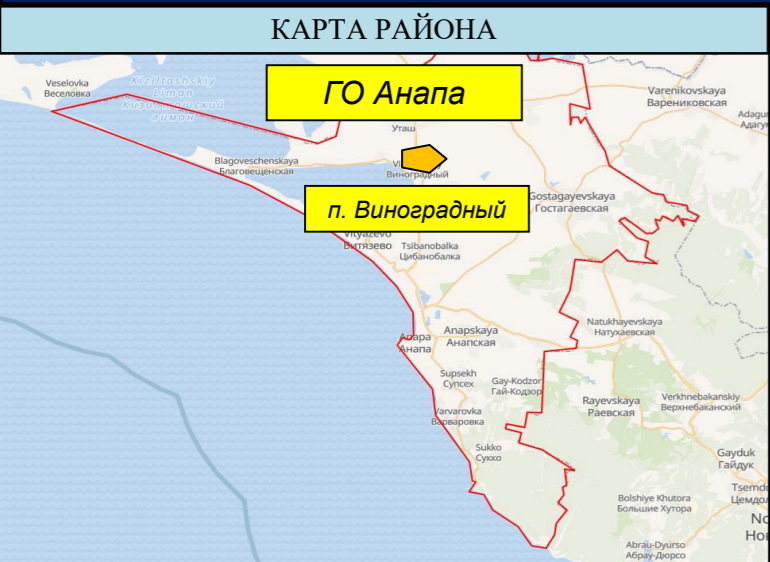 КАРТА РАЙОНА
Veselovka
Веселовка
Kiziltashskiy
Liman
Кизилташский
лиман
ГО Анапа
Varenikovskaya
Варениковская
Уташ
Blagoveschenskaya
Благовещенская
Виноградный
п. Виноградный
Gostagayevskaya
Гостагаевская
Vityazevo
Витязево
Tsibanobalka
Цибанобалка
Anapa
Анапа
Anapskaya
Анапская
Natukhayevskaya
Натухаевская
Supsekh
Супсех
Gay-Kodzor
Гай-Кодзор
Varvarovka
Варваровка
Rayevskaya
Раевская
Verkhnebakanskiy
Верхнебаканский
Sukko
Сукко
Gayduk
Гайдук
Bolshiye Khutora
Большие Хутора
Abrau-Dyurso
Абрау-Дюрсо